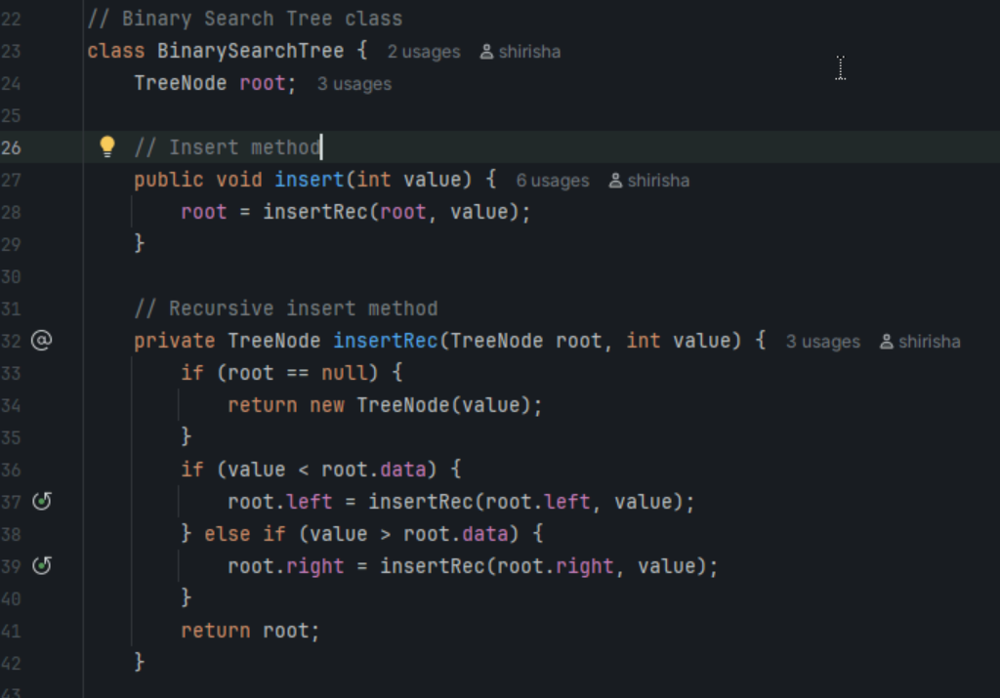 22 // Binary Search Tree class
23 class BinarySearchTree { 2 usages shirisha
24 TreeNode root; 3 usages
25
26 // Insert method
27 public void insert(int value) { 6 usages shirisha
28 root = insertRec(root, value);
29 }
30
31 // Recursive insert method
32 @ private TreeNode insertRec(TreeNode root, int value) { 3 usages shirisha
33 if (root == null) {
34 return new TreeNode(value);
35 }
36 if (value < root.data) {
37 root.left = insertRec(root.left, value);
38 } else if (value > root.data) {
39 root.right = insertRec(root.right, value);
40 }
41 return root;
42 }
43